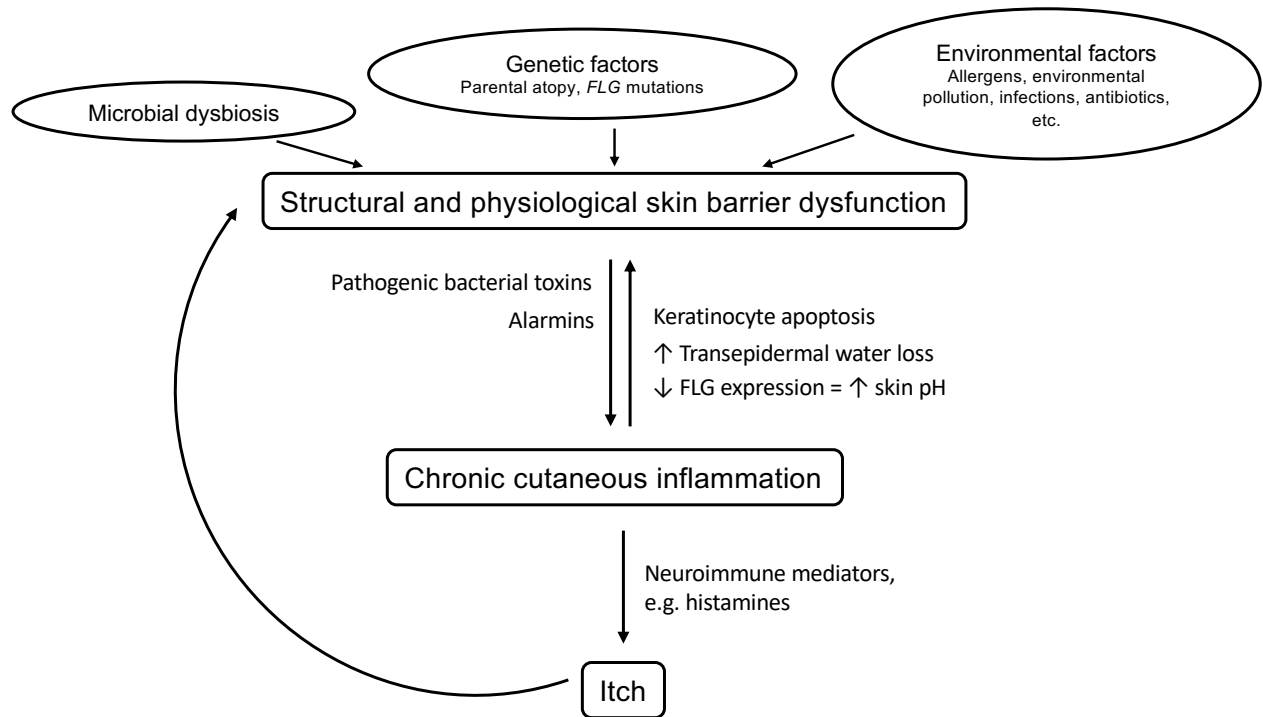 Genetic factors
Parental atopy, FLG mutations
Environmental factors
Allergens, environmental
pollution, infections, antibiotics,
etc.
Microbial dysbiosis
Structural and physiological skin barrier dysfunction
Pathogenic bacterial toxins
Alarmins
Keratinocyte apoptosis
↑ Transepidermal water loss
↓ FLG expression = ↑ skin pH
Chronic cutaneous inflammation
Neuroimmune mediators,
e.g. histamines
Itch